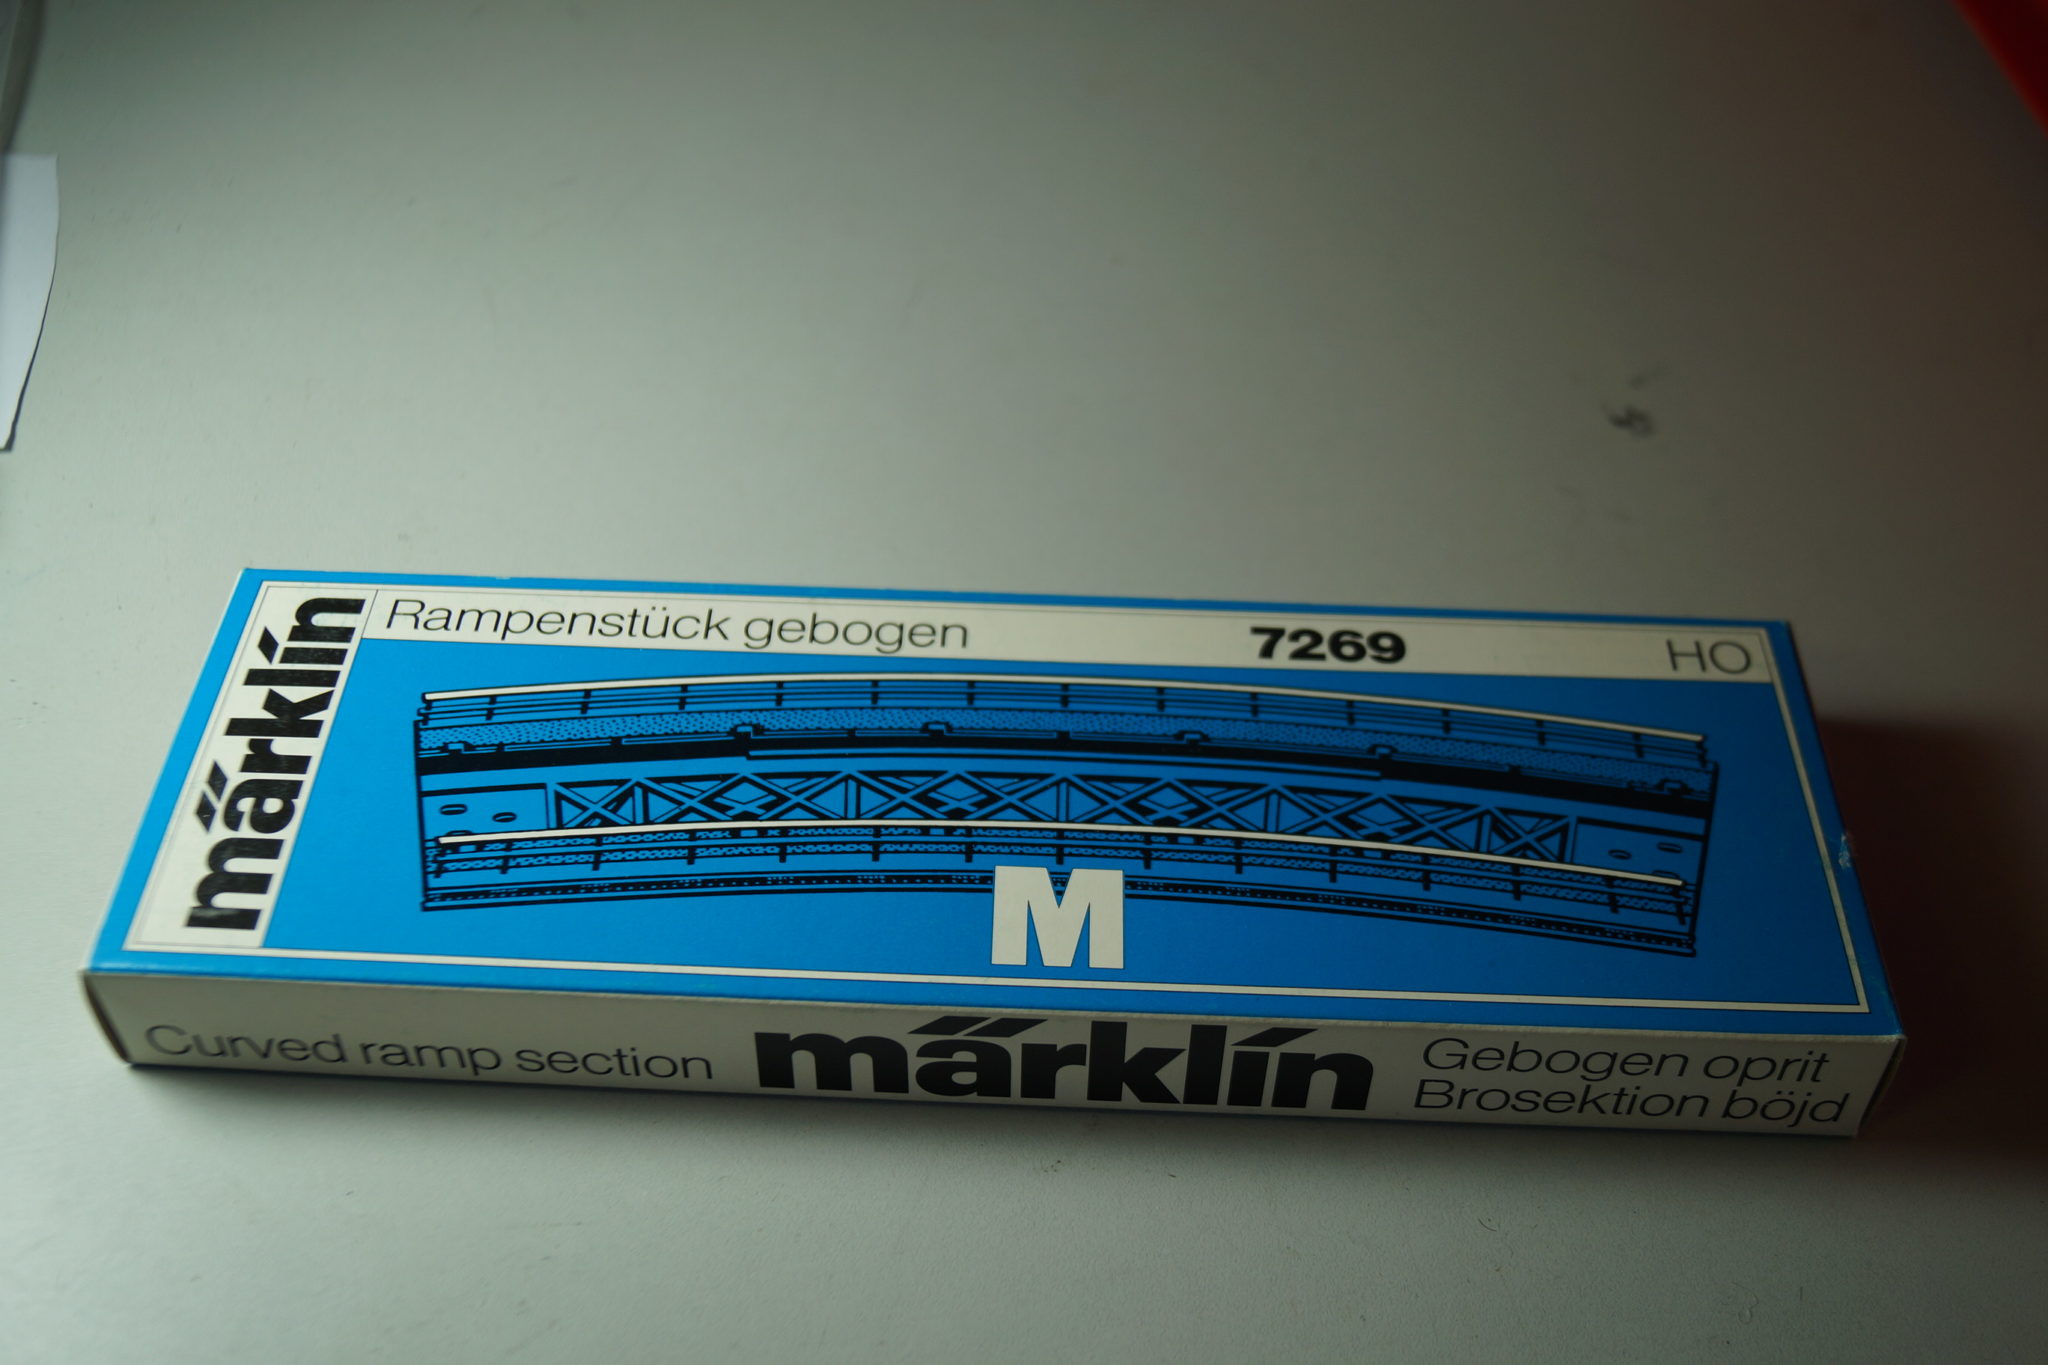 märklin
Rampenstück gebogen 7269 HO
M
Curved ramp section märklin Gebogen oprit
Brosektion böjd